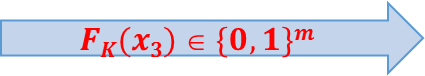 F_K(x_3) ∈ {0, 1}^m